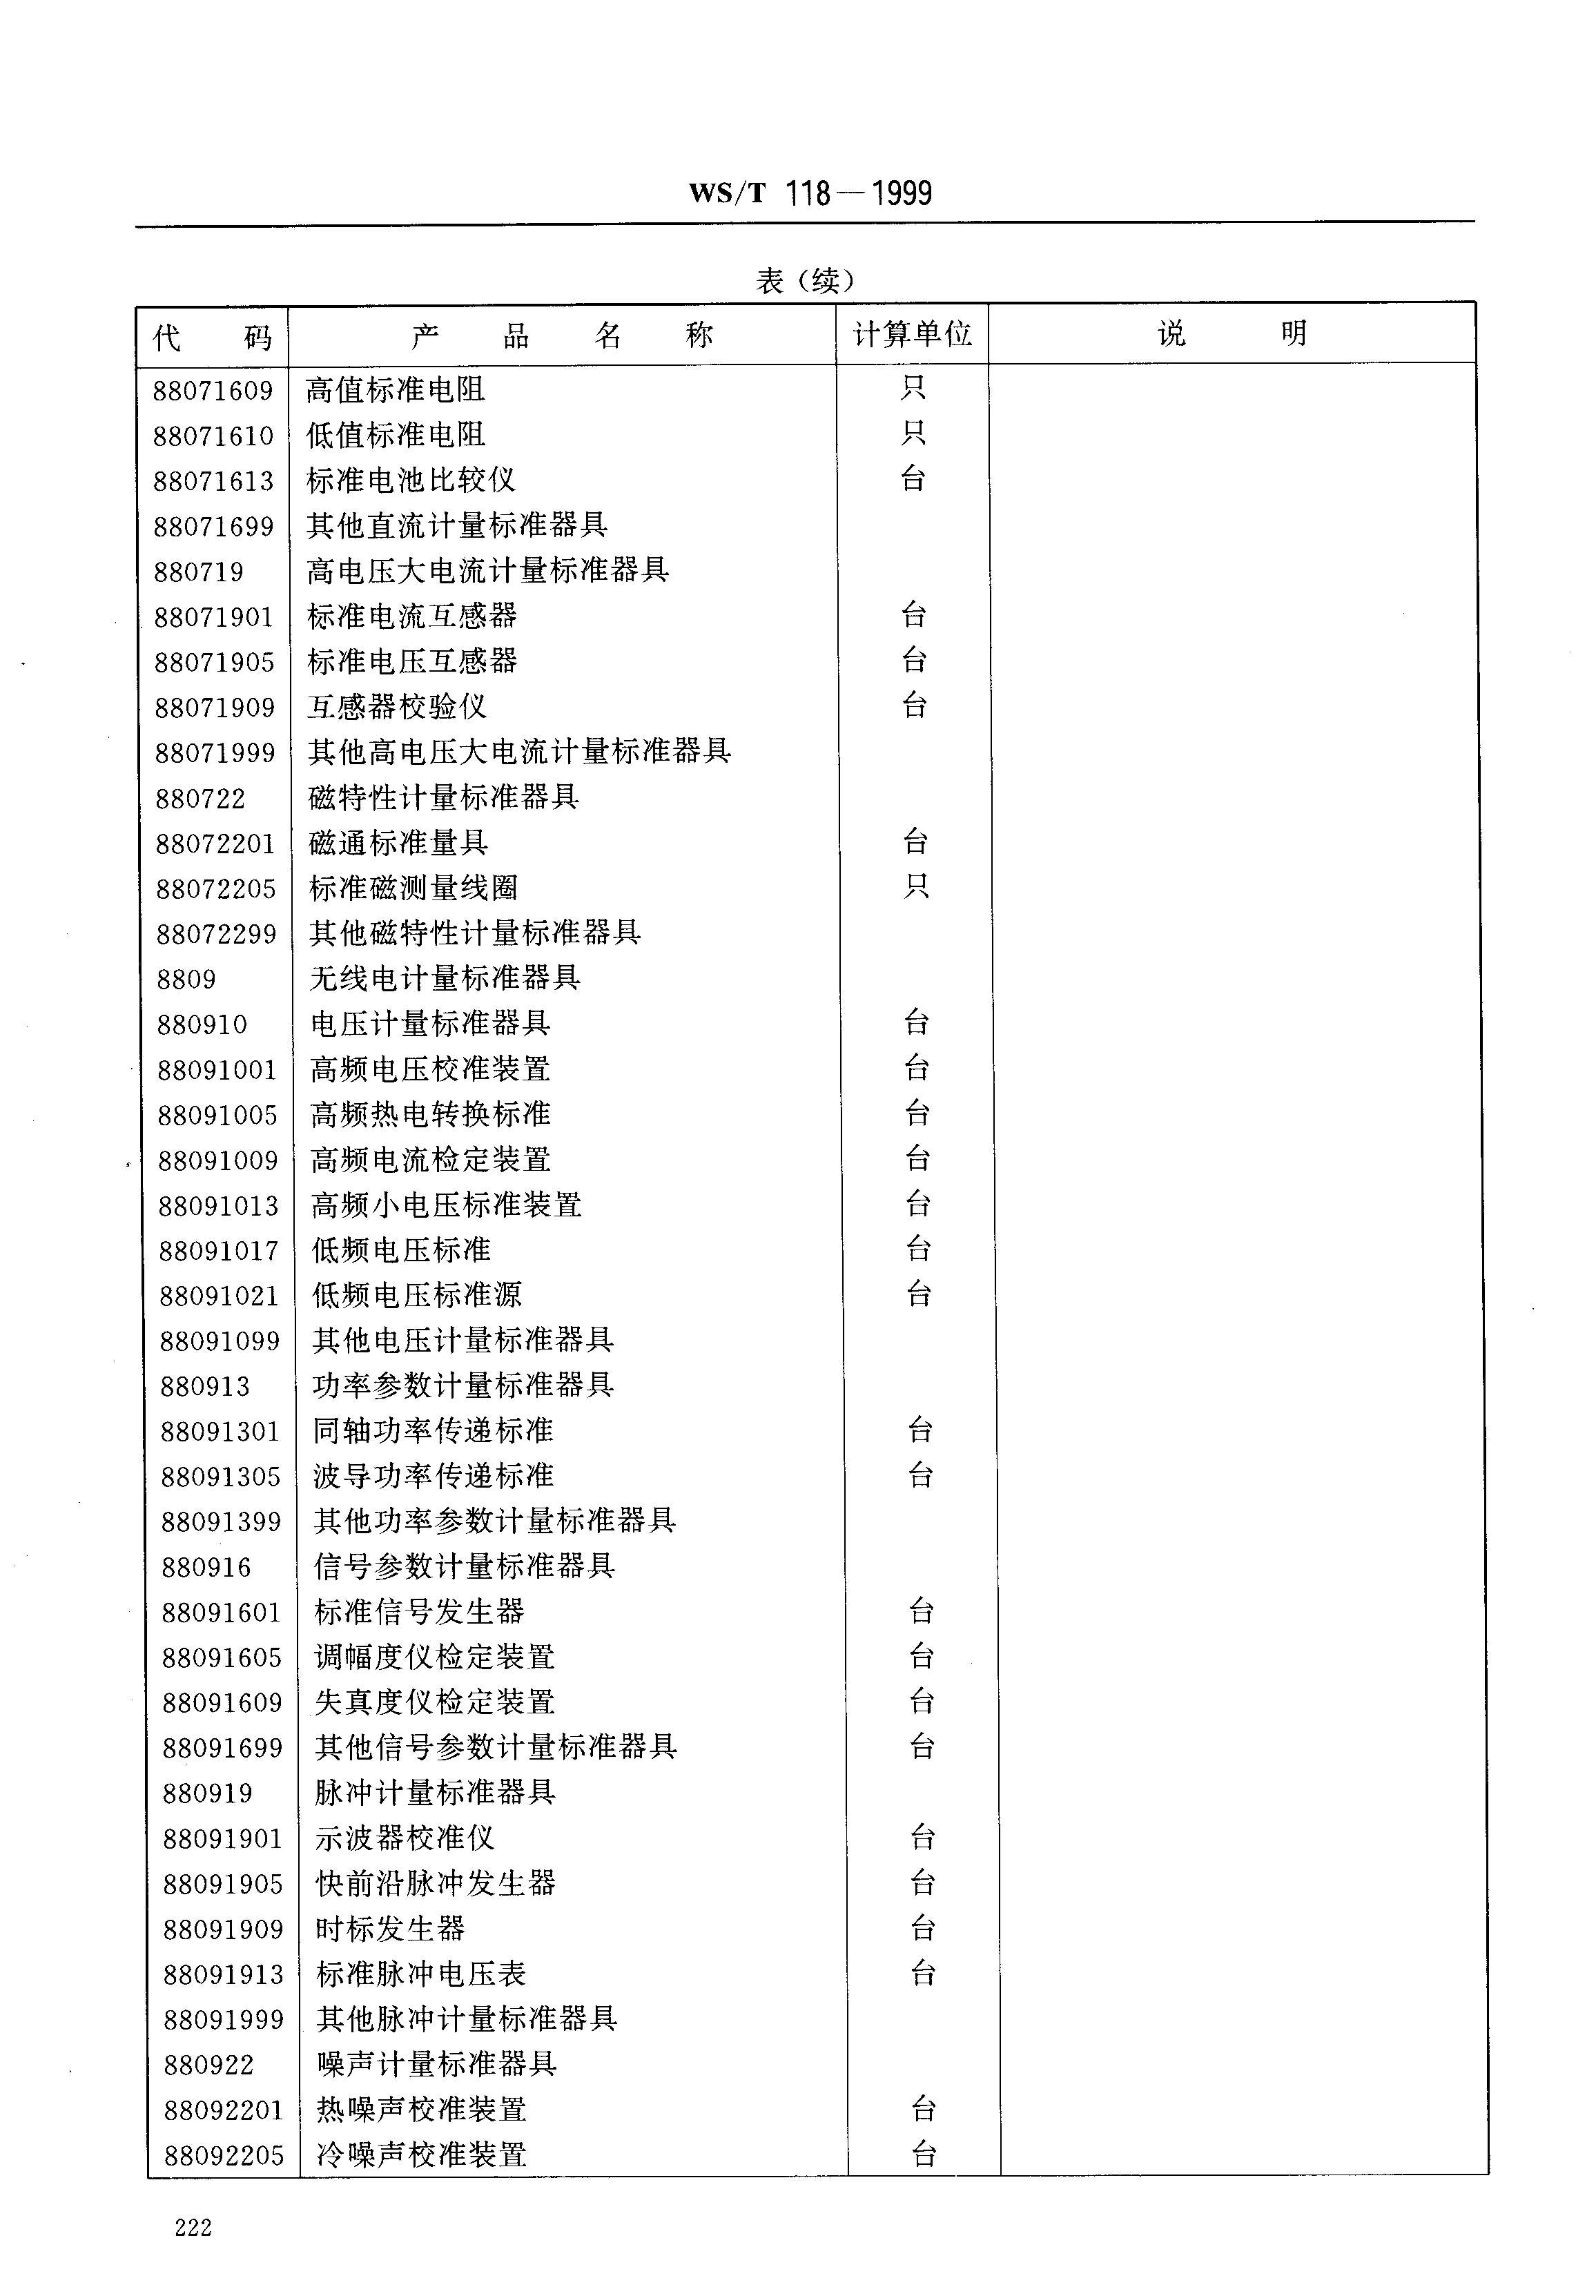 WS/T 118—1999
表（续）
代 码 产 品 名 称 计算单位 说 明
88071609 高值标准电阻 只
88071610 低值标准电阻 只
88071613 标准电池比较仪 台
88071699 其他直流计量标准器具
880719 高电压大电流计量标准器具
88071901 标准电流互感器 台
88071905 标准电压互感器 台
88071909 互感器校验仪 台
88071999 其他高电压大电流计量标准器具
880722 磁特性计量标准器具
88072201 磁通标准量具 台
88072205 标准磁测量线圈 只
88072299 其他磁特性计量标准器具
8809 无线电计量标准器具
880910 电压计量标准器具 台
88091001 高频电压校准装置 台
88091005 高频热电转换标准 台
88091009 高频电流检定装置 台
88091013 高频小电压标准装置 台
88091017 低频电压标准 台
88091021 低频电压标准源 台
88091099 其他电压计量标准器具
880913 功率参数计量标准器具
88091301 同轴功率传递标准 台
88091305 波导功率传递标准 台
88091399 其他功率参数计量标准器具
880916 信号参数计量标准器具
88091601 标准信号发生器 台
88091605 调幅度仪检定装置 台
88091609 失真度仪检定装置 台
88091699 其他信号参数计量标准器具 台
880919 脉冲计量标准器具
88091901 示波器校准仪 台
88091905 快前沿脉冲发生器 台
88091909 时标发生器 台
88091913 标准脉冲电压表 台
88091999 其他脉冲计量标准器具
880922 噪声计量标准器具
88092201 热噪声校准装置 台
88092205 冷噪声校准装置 台
222